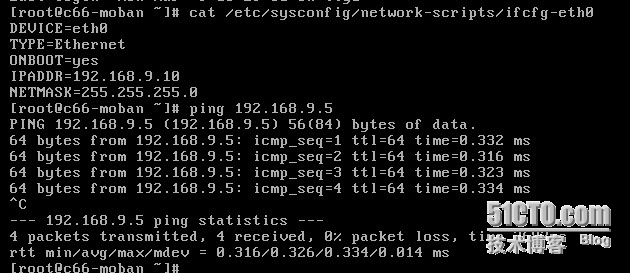 [root@c66-moban ~]# cat /etc/sysconfig/network-scripts/ifcfg-eth0
DEVICE=eth0
TYPE=Ethernet
ONBOOT=yes
IPADDR=192.168.9.10
NETMASK=255.255.255.0
[root@c66-moban ~]# ping 192.168.9.5
PING 192.168.9.5 (192.168.9.5) 56(84) bytes of data.
64 bytes from 192.168.9.5: icmp_seq=1 ttl=64 time=0.332 ms
64 bytes from 192.168.9.5: icmp_seq=2 ttl=64 time=0.316 ms
64 bytes from 192.168.9.5: icmp_seq=3 ttl=64 time=0.323 ms
64 bytes from 192.168.9.5: icmp_seq=4 ttl=64 time=0.334 ms
^C
--- 192.168.9.5 ping statistics ---
4 packets transmitted, 4 received, 0% packet loss,
rtt min/avg/max/mdev = 0.316/0.326/0.334/0.014 ms
[root@c66-moban ~]#
51CTO.com
技术博客 Blog